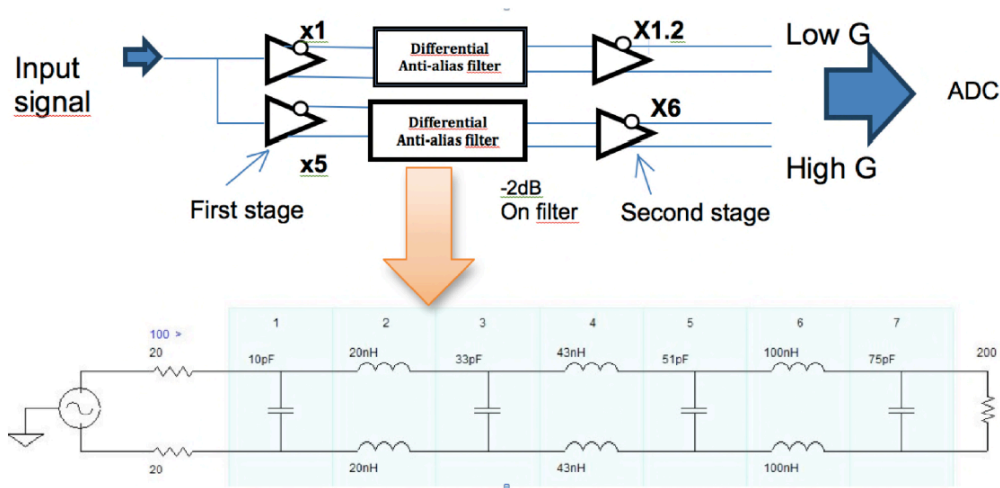 x1
X1.2
Low G
Differential
Anti-alias filter
Input
signal
ADC
X6
Differential
Anti-alias filter
x5
High G
-2dB
On filter
First stage
Second stage
1 2 3 4 5 6 7
100 >
20 10pF 20nH 33pF 43nH 51pF 100nH 75pF 200
20 20nH 43nH 100nH